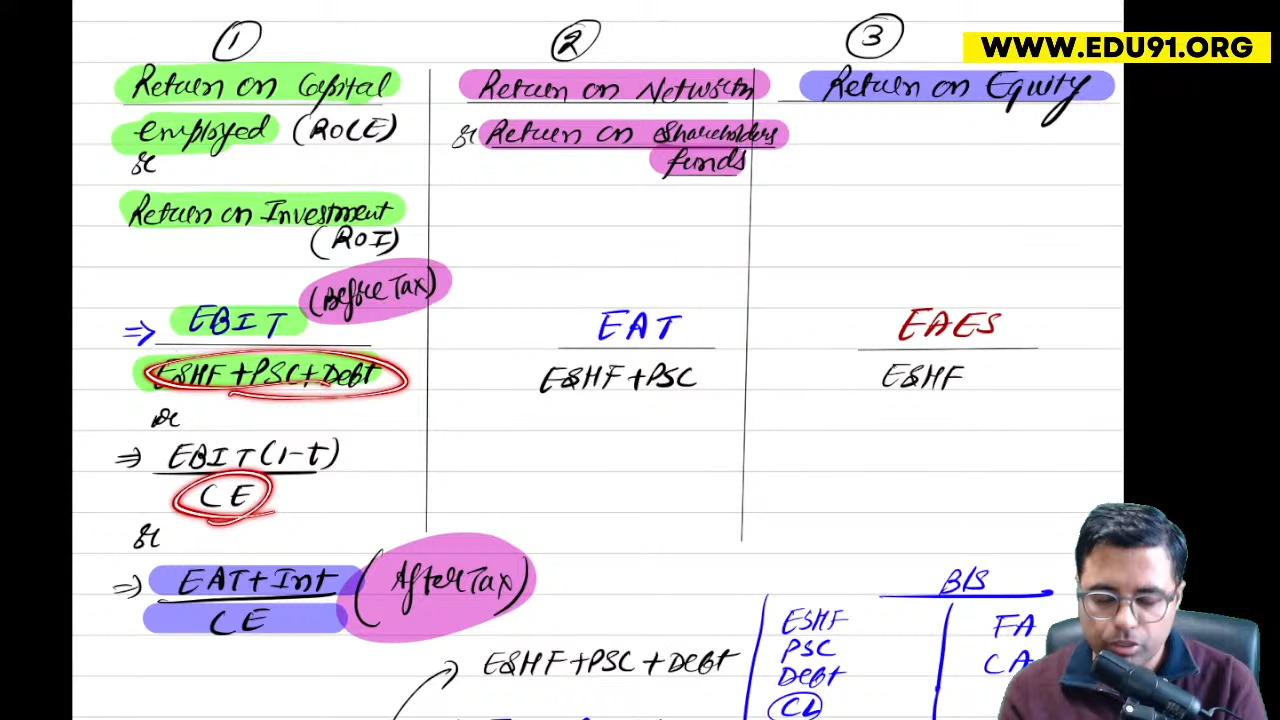 WWW.EDU91.ORG
① ② ③
Return on Capital
employed (ROCE)
or
Return on Investment
(ROI)
Return on Networth
or Return on Shareholders
funds
Return on Equity
(Before Tax)
⇒ EBIT
ESHF + PSC + Debt
or
⇒ EBIT (1-t)
CE
or
⇒ EAT + Int (After Tax)
CE
EAT
ESHF + PSC
EAES
ESHF
ESHF + PSC + Debt
B/S
ESHF FA
PSC CA
Debt
CL